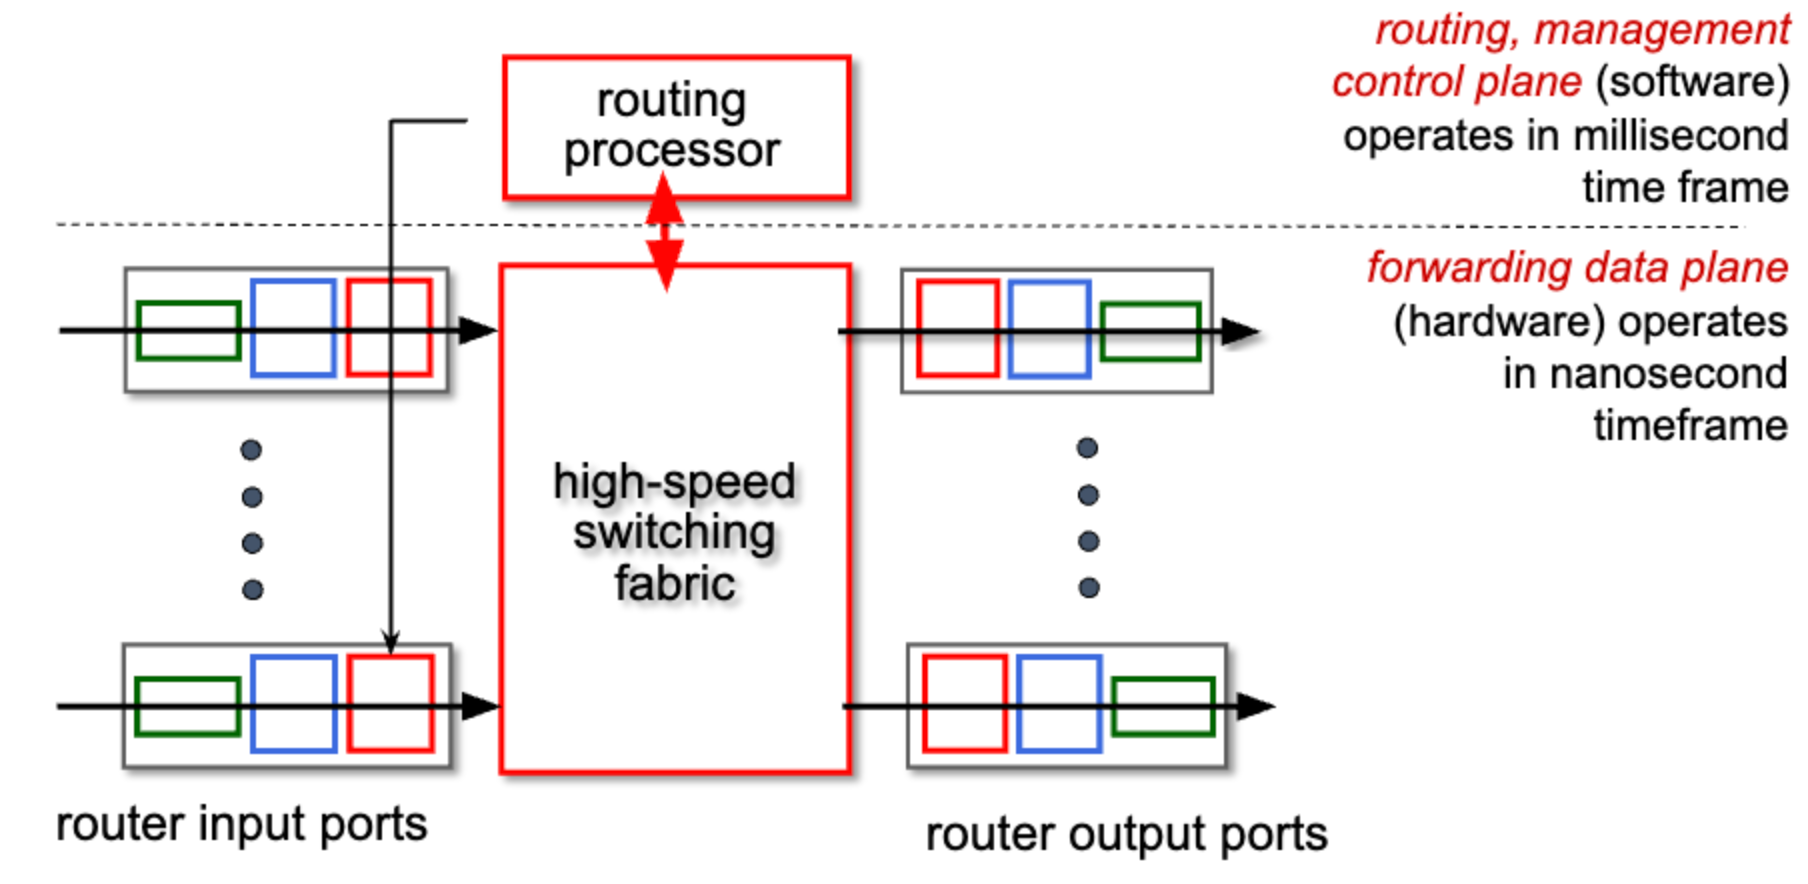 routing, management
control plane (software)
operates in millisecond
time frame
routing
processor
forwarding data plane
(hardware) operates
in nanosecond
timeframe
high-speed
switching
fabric
router input ports
router output ports